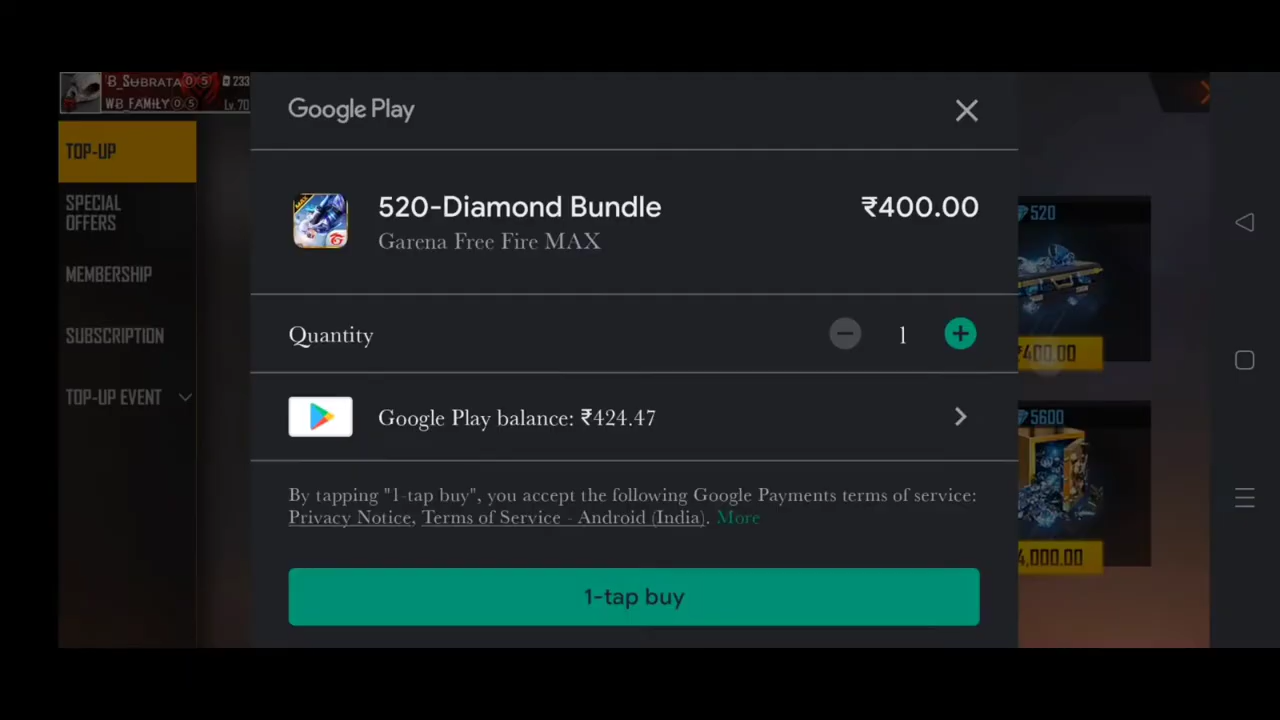 B_SUBRATA05 233
WB_FAMILY05 Lv.70
Google Play
TOP-UP
520-Diamond Bundle ₹400.00
Garena Free Fire MAX
SPECIAL
OFFERS
520
MEMBERSHIP
Quantity 1
SUBSCRIPTION
₹400.00
TOP-UP EVENT
Google Play balance: ₹424.47
5600
By tapping "1-tap buy", you accept the following Google Payments terms of service:
Privacy Notice, Terms of Service - Android (India). More
4,000.00
1-tap buy